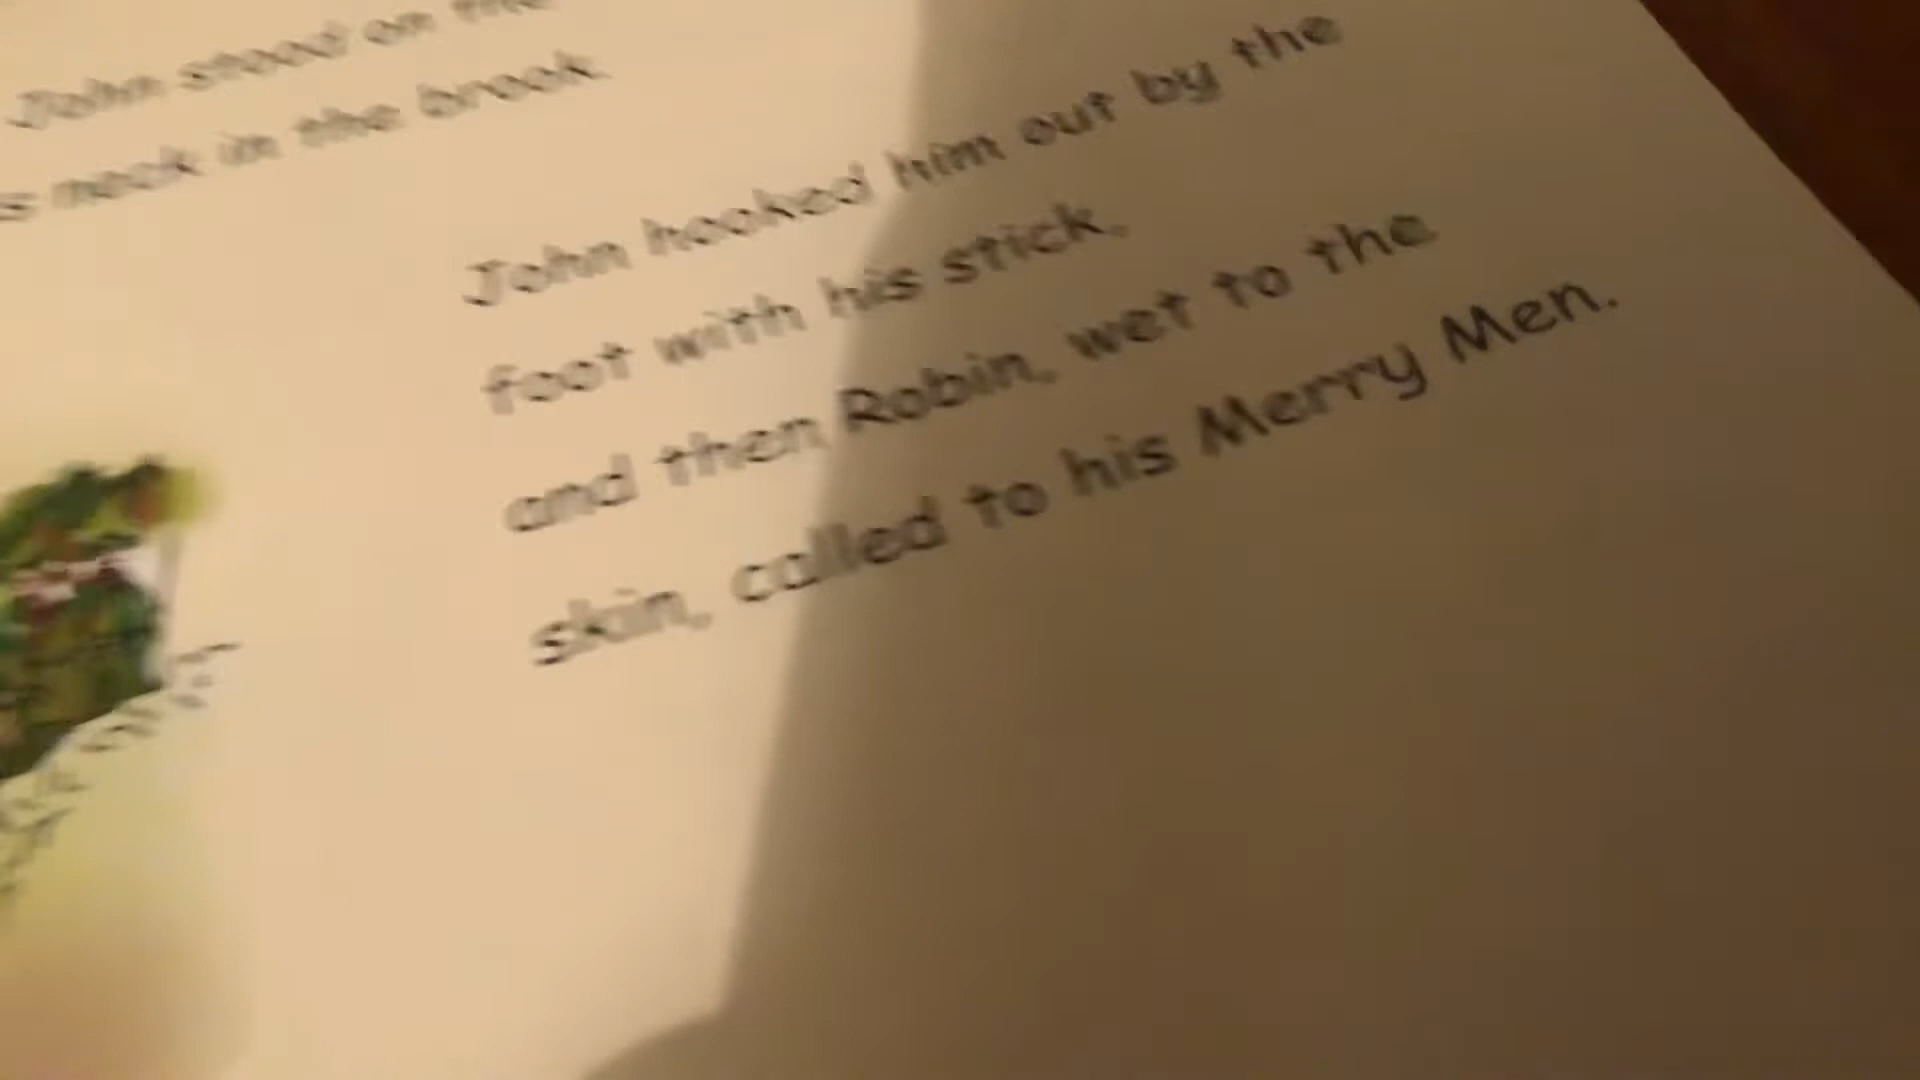 John stood on the
neck in the brook.
John hooked him out by the
foot with his stick,
and then Robin, wet to the
skin, called to his Merry Men.